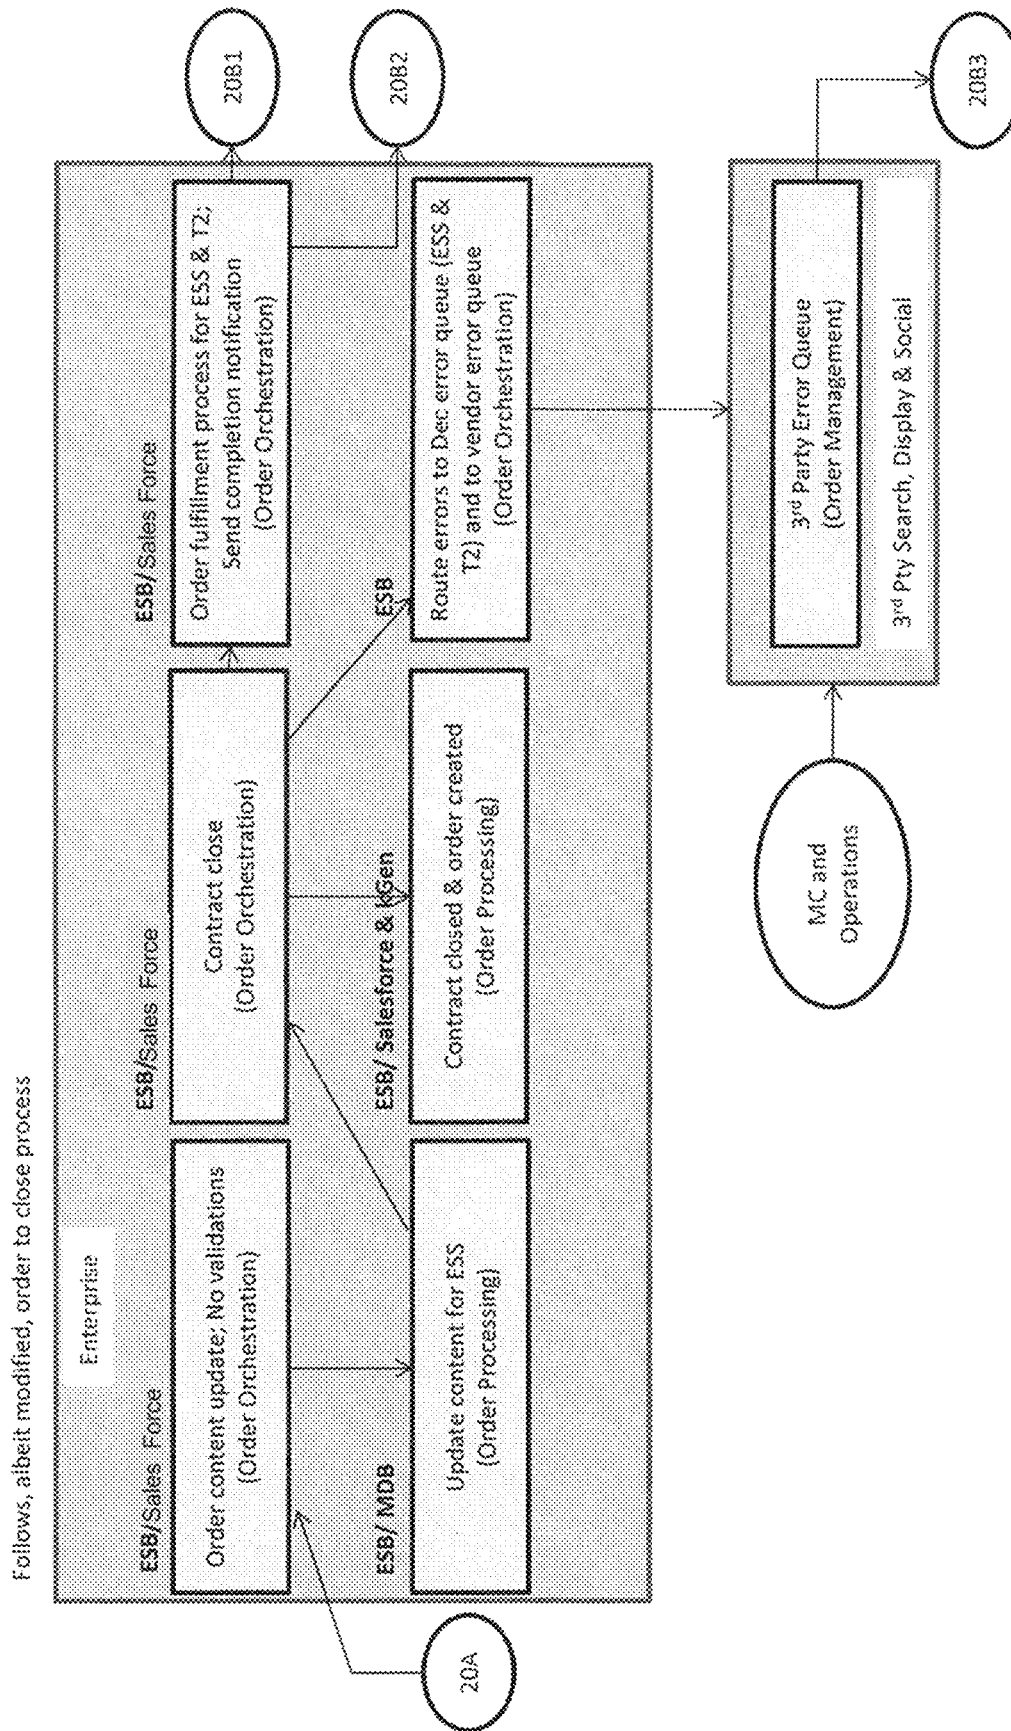 Follows, albeit modified, order to close process
Enterprise
ESB/Sales Force
Order content update; No validations
(Order Orchestration)
ESB/Sales Force
Contract close
(Order Orchestration)
ESB/Sales Force
Order fulfillment process for ESS & T2;
Send completion notification
(Order Orchestration)
20B1
20B2
ESB/ MDB
Update content for ESS
(Order Processing)
ESB/ Salesforce & kGen
Contract closed & order created
(Order Processing)
ESB
Route errors to Dec error queue (ESS &
T2) and to vendor error queue
(Order Orchestration)
20A
MC and
Operations
3rd Party Error Queue
(Order Management)
3rd Pty Search, Display & Social
20B3